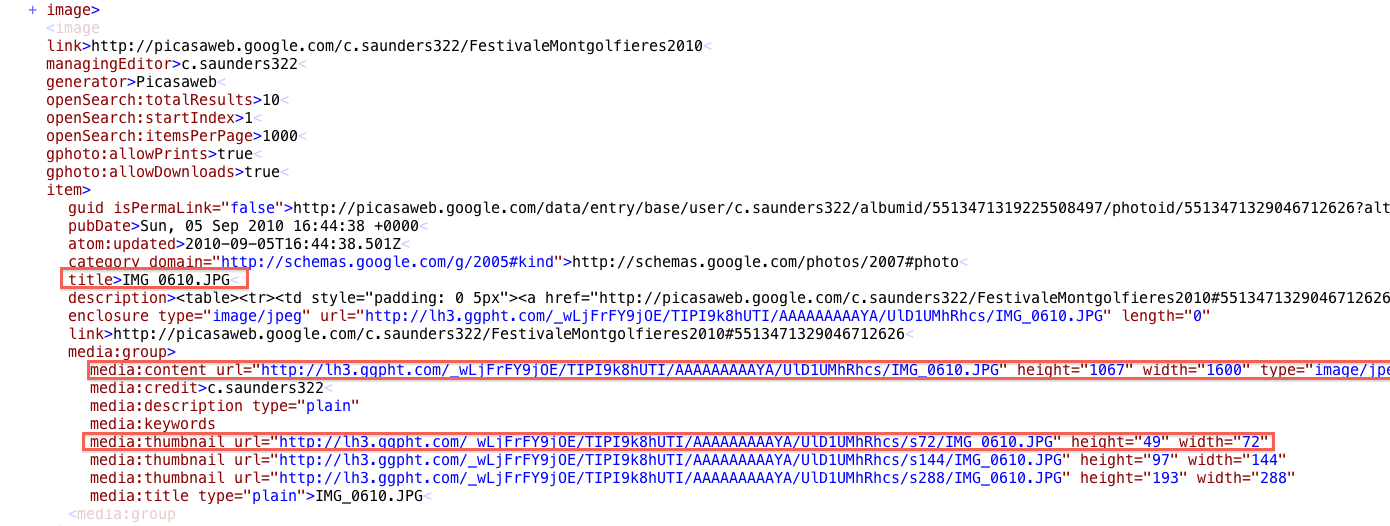 + image>
<image
link>http://picasaweb.google.com/c.saunders322/FestivaleMontgolfieres2010<
managingEditor>c.saunders322<
generator>Picasaweb<
openSearch:totalResults>10<
openSearch:startIndex>1<
openSearch:itemsPerPage>1000<
gphoto:allowPrints>true<
gphoto:allowDownloads>true<
item>
guid isPermaLink="false">http://picasaweb.google.com/data/entry/base/user/c.saunders322/albumid/5513471319225508497/photoid/5513471329046712626?alt
pubDate>Sun, 05 Sep 2010 16:44:38 +0000<
atom:updated>2010-09-05T16:44:38.501Z<
category domain="http://schemas.google.com/g/2005#kind">http://schemas.google.com/photos/2007#photo<
title>IMG_0610.JPG<
description><table><tr><td style="padding: 0 5px"><a href="http://picasaweb.google.com/c.saunders322/FestivaleMontgolfieres2010#5513471329046712626
enclosure type="image/jpeg" url="http://lh3.ggpht.com/_wLjFrFY9jOE/TIPI9k8hUTI/AAAAAAAAAYA/UlD1UMhRhcs/IMG_0610.JPG" length="0"
link>http://picasaweb.google.com/c.saunders322/FestivaleMontgolfieres2010#5513471329046712626<
media:group>
media:content url="http://lh3.ggpht.com/_wLjFrFY9jOE/TIPI9k8hUTI/AAAAAAAAAYA/UlD1UMhRhcs/IMG_0610.JPG" height="1067" width="1600" type="image/jpe
media:credit>c.saunders322<
media:description type="plain"
media:keywords
media:thumbnail url="http://lh3.ggpht.com/_wLjFrFY9jOE/TIPI9k8hUTI/AAAAAAAAAYA/UlD1UMhRhcs/s72/IMG_0610.JPG" height="49" width="72"
media:thumbnail url="http://lh3.ggpht.com/_wLjFrFY9jOE/TIPI9k8hUTI/AAAAAAAAAYA/UlD1UMhRhcs/s144/IMG_0610.JPG" height="97" width="144"
media:thumbnail url="http://lh3.ggpht.com/_wLjFrFY9jOE/TIPI9k8hUTI/AAAAAAAAAYA/UlD1UMhRhcs/s288/IMG_0610.JPG" height="193" width="288"
media:title type="plain">IMG_0610.JPG<
<media:group